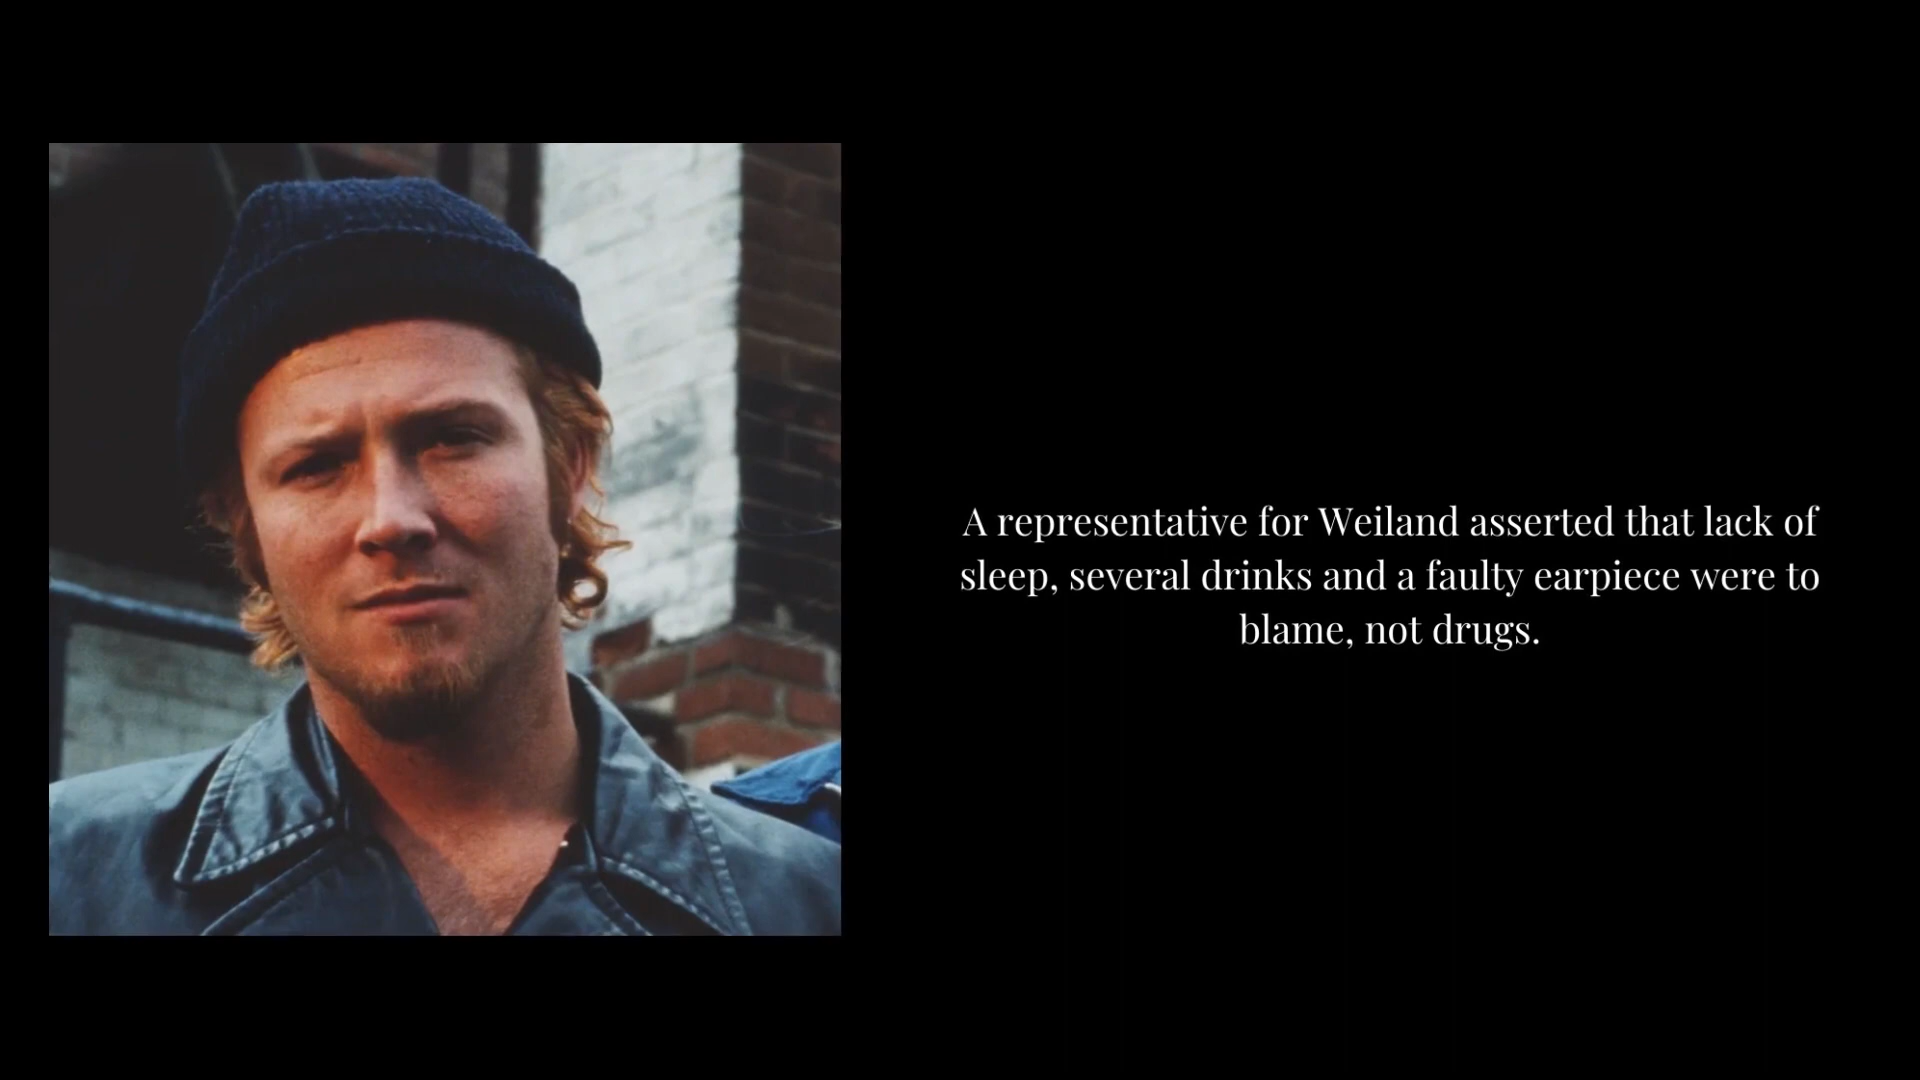 A representative for Weiland asserted that lack of
sleep, several drinks and a faulty earpiece were to
blame, not drugs.